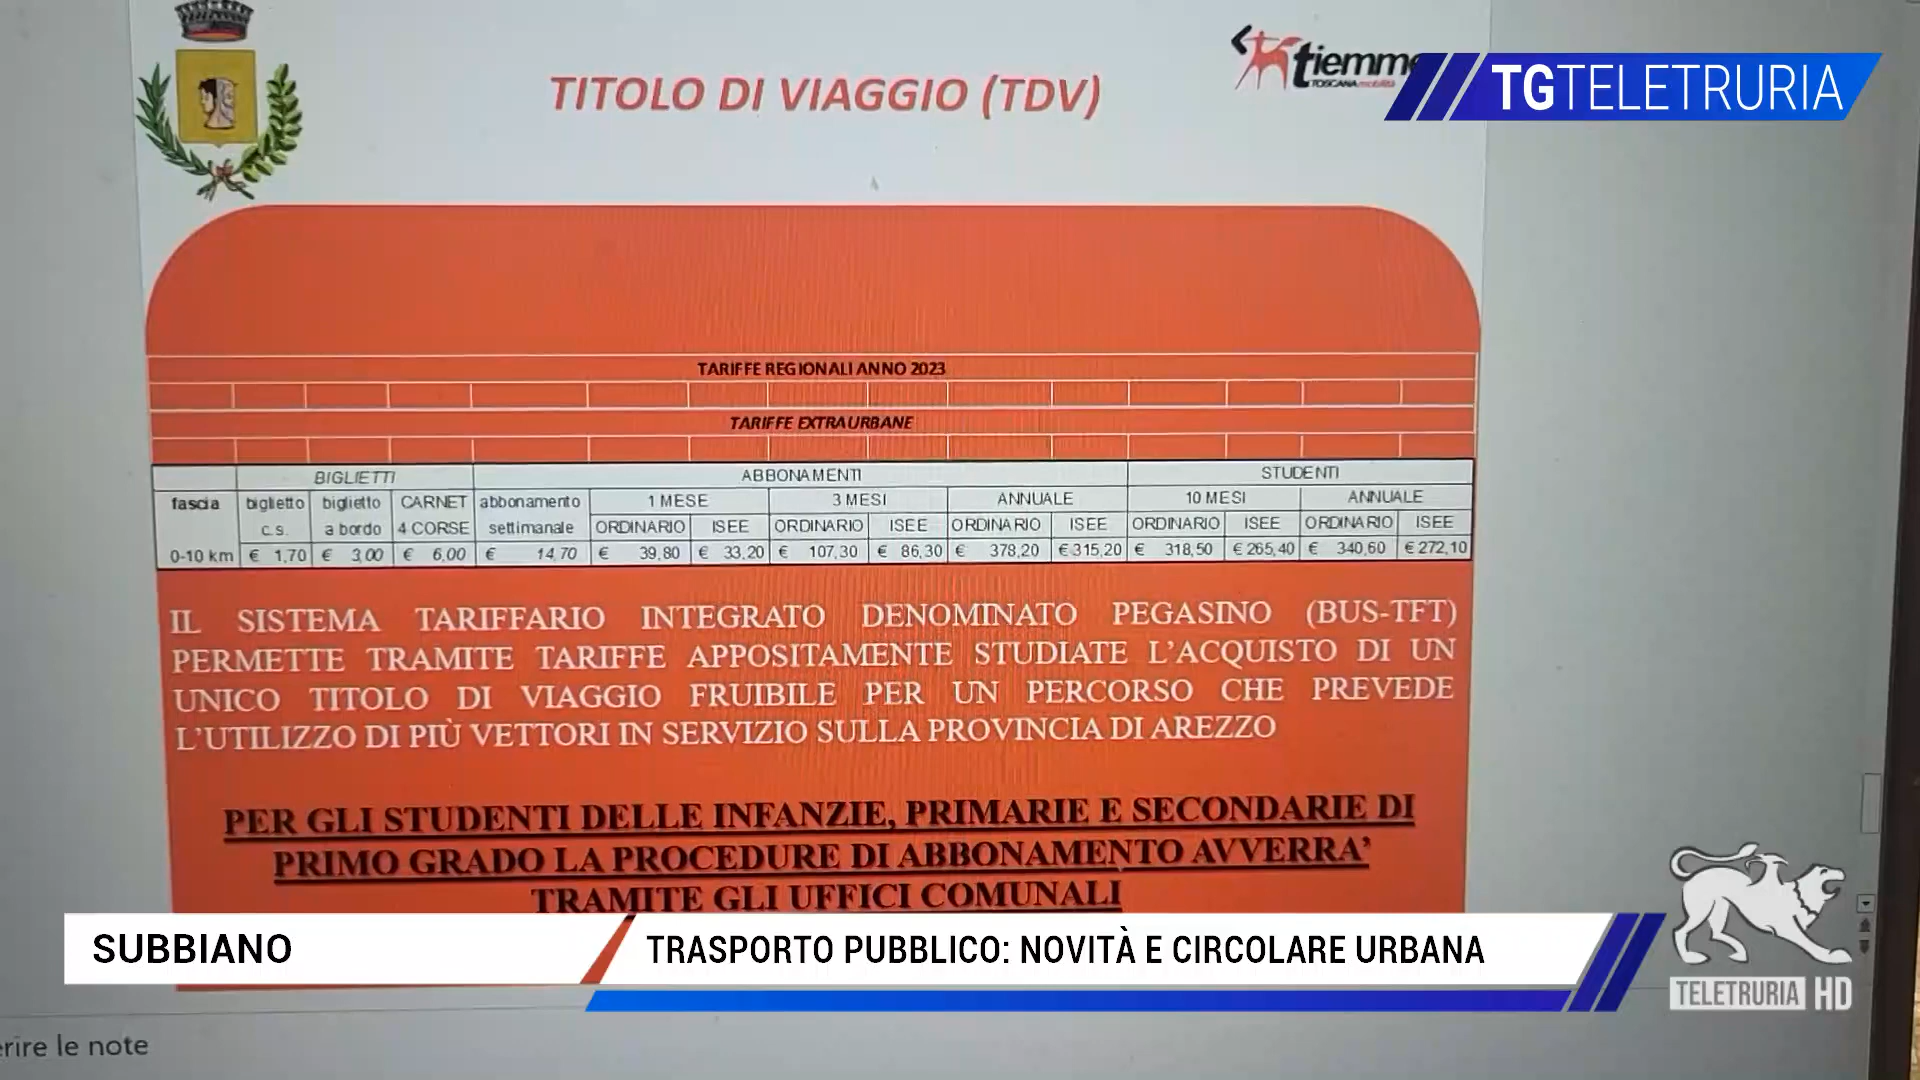 TITOLO DI VIAGGIO (TDV)
tiemme
TOSCANA mobilità
TGTELETRURIA
TARIFFE REGIONALI ANNO 2023
TARIFFE EXTRAURBANE
BIGLIETTI ABBONAMENTI STUDENTI
fascia biglietto biglietto CARNET abbonamento 1 MESE 3 MESI ANNUALE 10 MESI ANNUALE
c.s. a bordo 4 CORSE settimanale ORDINARIO ISEE ORDINARIO ISEE ORDINARIO ISEE ORDINARIO ISEE ORDINARIO ISEE
0-10 km € 1,70 € 3,00 € 6,00 € 14,70 € 39,80 € 33,20 € 107,30 € 86,30 € 378,20 € 315,20 € 318,50 € 265,40 € 340,60 € 272,10
IL SISTEMA TARIFFARIO INTEGRATO DENOMINATO PEGASINO (BUS-TFT)
PERMETTE TRAMITE TARIFFE APPOSITAMENTE STUDIATE L'ACQUISTO DI UN
UNICO TITOLO DI VIAGGIO FRUIBILE PER UN PERCORSO CHE PREVEDE
L'UTILIZZO DI PIÙ VETTORI IN SERVIZIO SULLA PROVINCIA DI AREZZO
PER GLI STUDENTI DELLE INFANZIE, PRIMARIE E SECONDARIE DI
PRIMO GRADO LA PROCEDURE DI ABBONAMENTO AVVERRA'
TRAMITE GLI UFFICI COMUNALI
SUBBIANO
TRASPORTO PUBBLICO: NOVITÀ E CIRCOLARE URBANA
TELETRURIA HD
erire le note